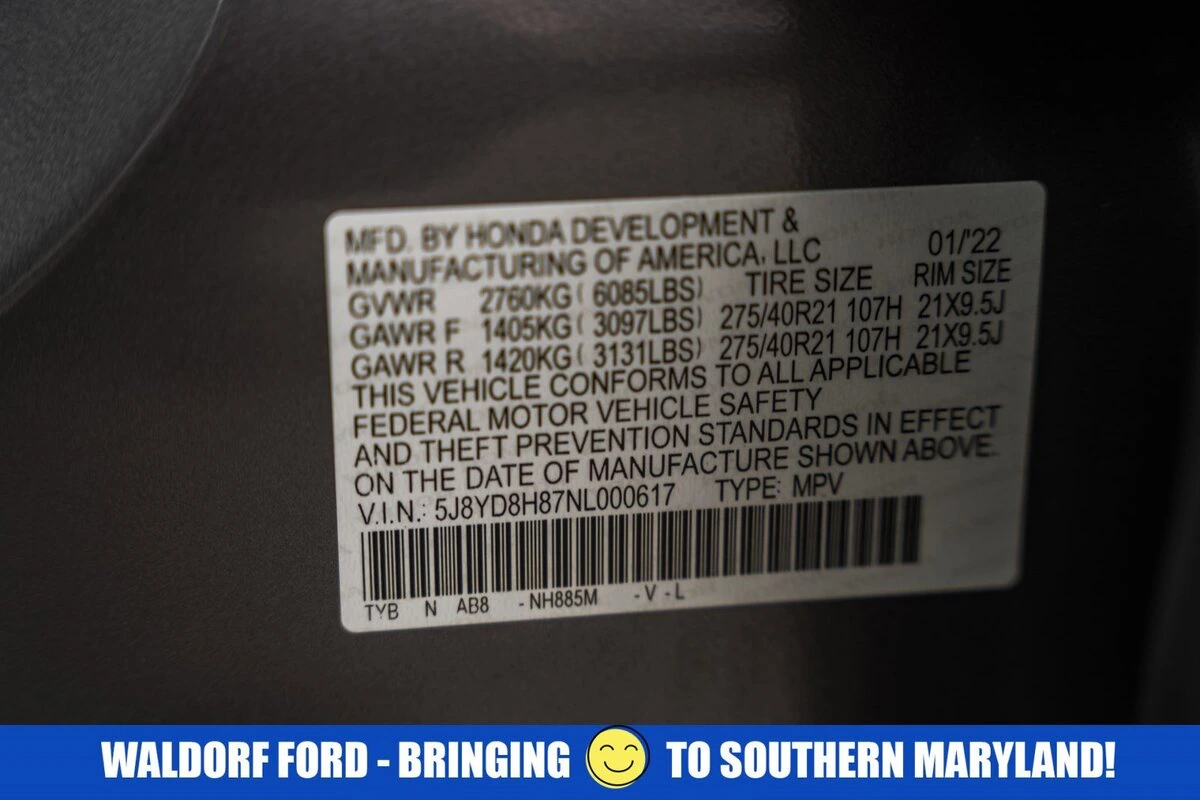 MFD. BY HONDA DEVELOPMENT &
MANUFACTURING OF AMERICA, LLC 01/'22
GVWR 2760KG ( 6085LBS) TIRE SIZE RIM SIZE
GAWR F 1405KG ( 3097LBS) 275/40R21 107H 21X9.5J
GAWR R 1420KG ( 3131LBS) 275/40R21 107H 21X9.5J
THIS VEHICLE CONFORMS TO ALL APPLICABLE
FEDERAL MOTOR VEHICLE SAFETY
AND THEFT PREVENTION STANDARDS IN EFFECT
ON THE DATE OF MANUFACTURE SHOWN ABOVE.
V.I.N.: 5J8YD8H87NL000617 TYPE: MPV
TYB N AB8 - NH885M - V - L
WALDORF FORD - BRINGING TO SOUTHERN MARYLAND!